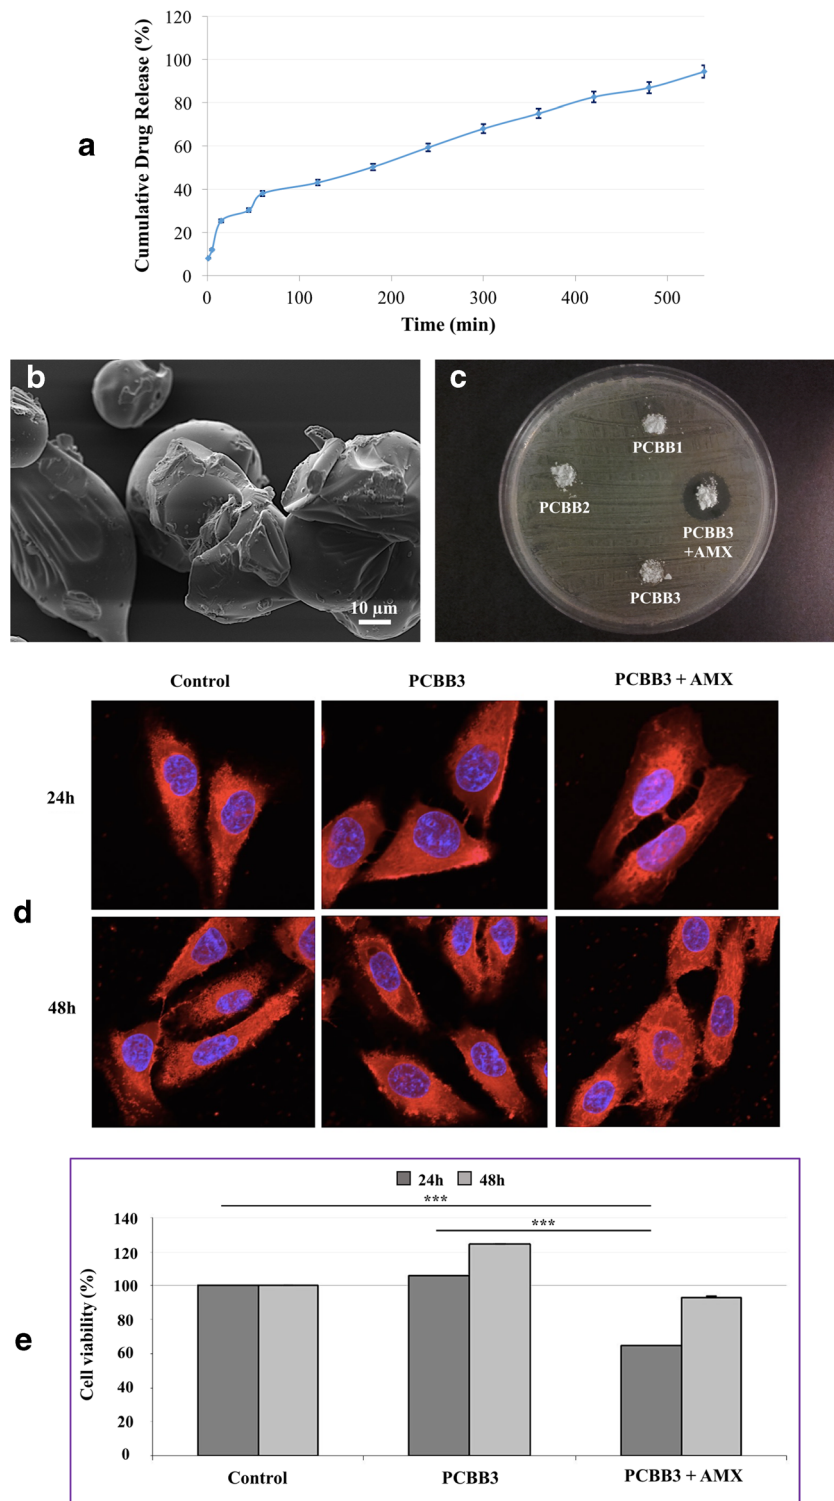 a
Cumulative Drug Release (%)
120
100
80
60
40
20
0
0 100 200 300 400 500
Time (min)
b
10 µm
c
PCBB1
PCBB2
PCBB3
+AMX
PCBB3
d
Control PCBB3 PCBB3 + AMX
24h
48h
e
24h 48h
***
***
Cell viability (%)
140
120
100
80
60
40
20
0
Control PCBB3 PCBB3 + AMX